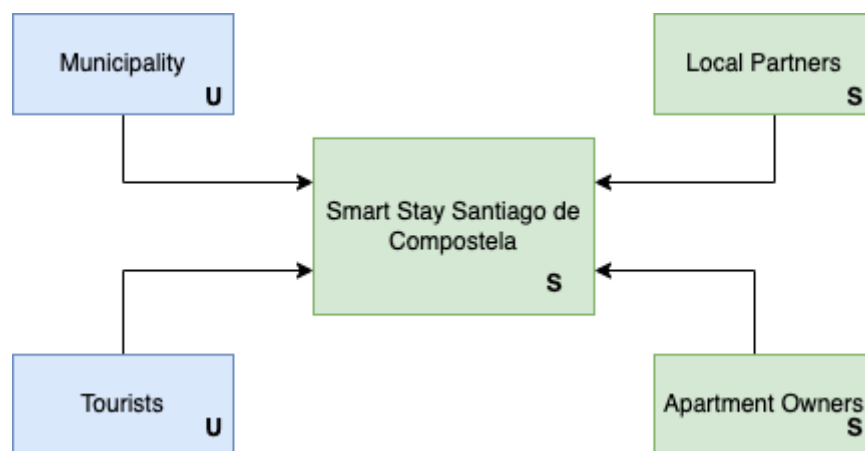 Municipality
U
Local Partners
S
Smart Stay Santiago de
Compostela
S
Tourists
U
Apartment Owners
S